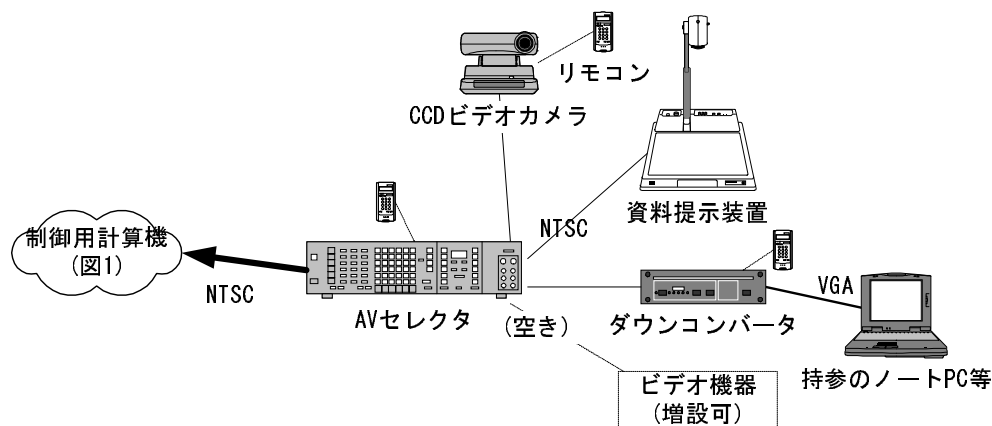 リモコン
CCDビデオカメラ
資料提示装置
NTSC
制御用計算機
(図1)
NTSC
AVセレクタ
(空き)
ダウンコンバータ
VGA
持参のノートPC等
ビデオ機器
(増設可)